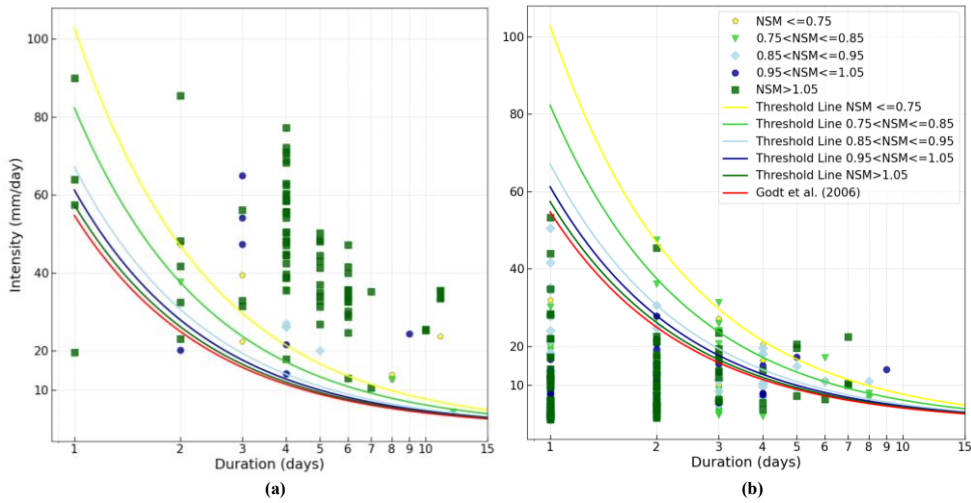 Intensity (mm/day)
100
80
60
40
20
10
1
2
3
4
5
6
7
8
9
10
15
Duration (days)
(a)
NSM <=0.75
0.75<NSM<=0.85
0.85<NSM<=0.95
0.95<NSM<=1.05
NSM>1.05
Threshold Line NSM <=0.75
Threshold Line 0.75<NSM<=0.85
Threshold Line 0.85<NSM<=0.95
Threshold Line 0.95<NSM<=1.05
Threshold Line NSM>1.05
Godt et al. (2006)
100
80
60
40
20
10
1
2
3
4
5
6
7
8
9
10
15
Duration (days)
(b)